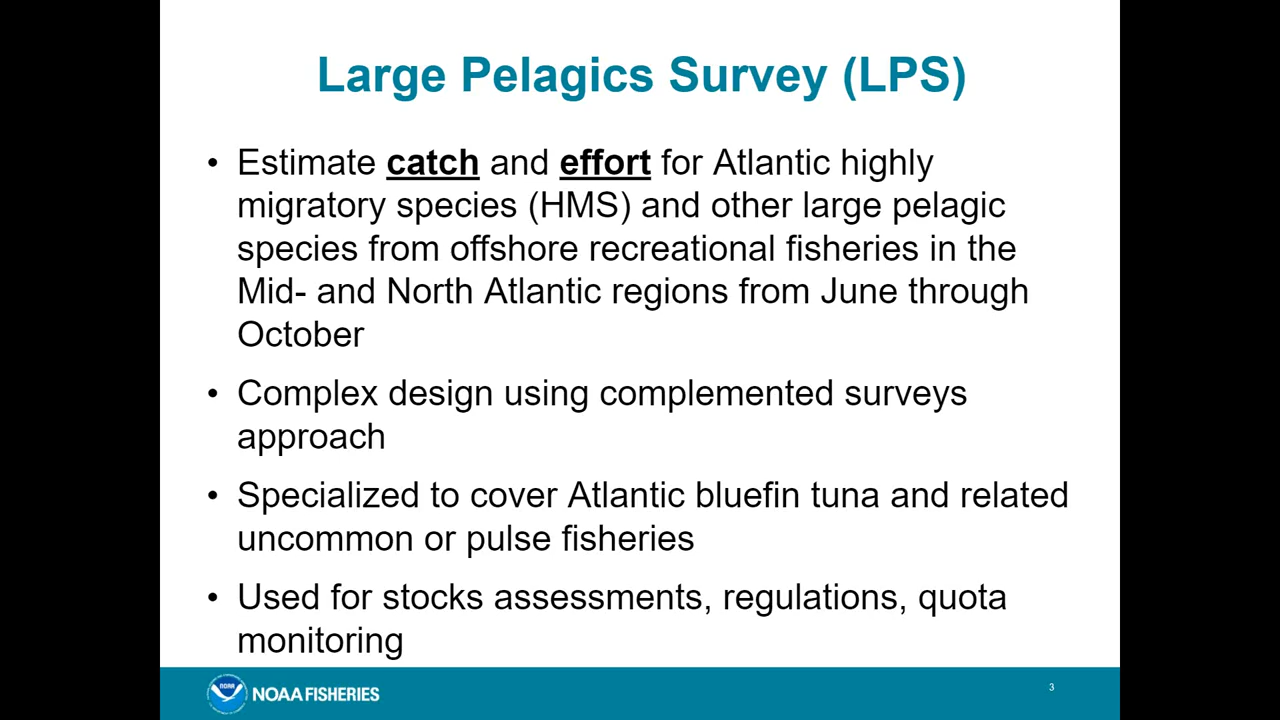 Large Pelagics Survey (LPS)
• Estimate catch and effort for Atlantic highly
migratory species (HMS) and other large pelagic
species from offshore recreational fisheries in the
Mid- and North Atlantic regions from June through
October
• Complex design using complemented surveys
approach
• Specialized to cover Atlantic bluefin tuna and related
uncommon or pulse fisheries
• Used for stocks assessments, regulations, quota
monitoring
NOAA
NOAA FISHERIES
3